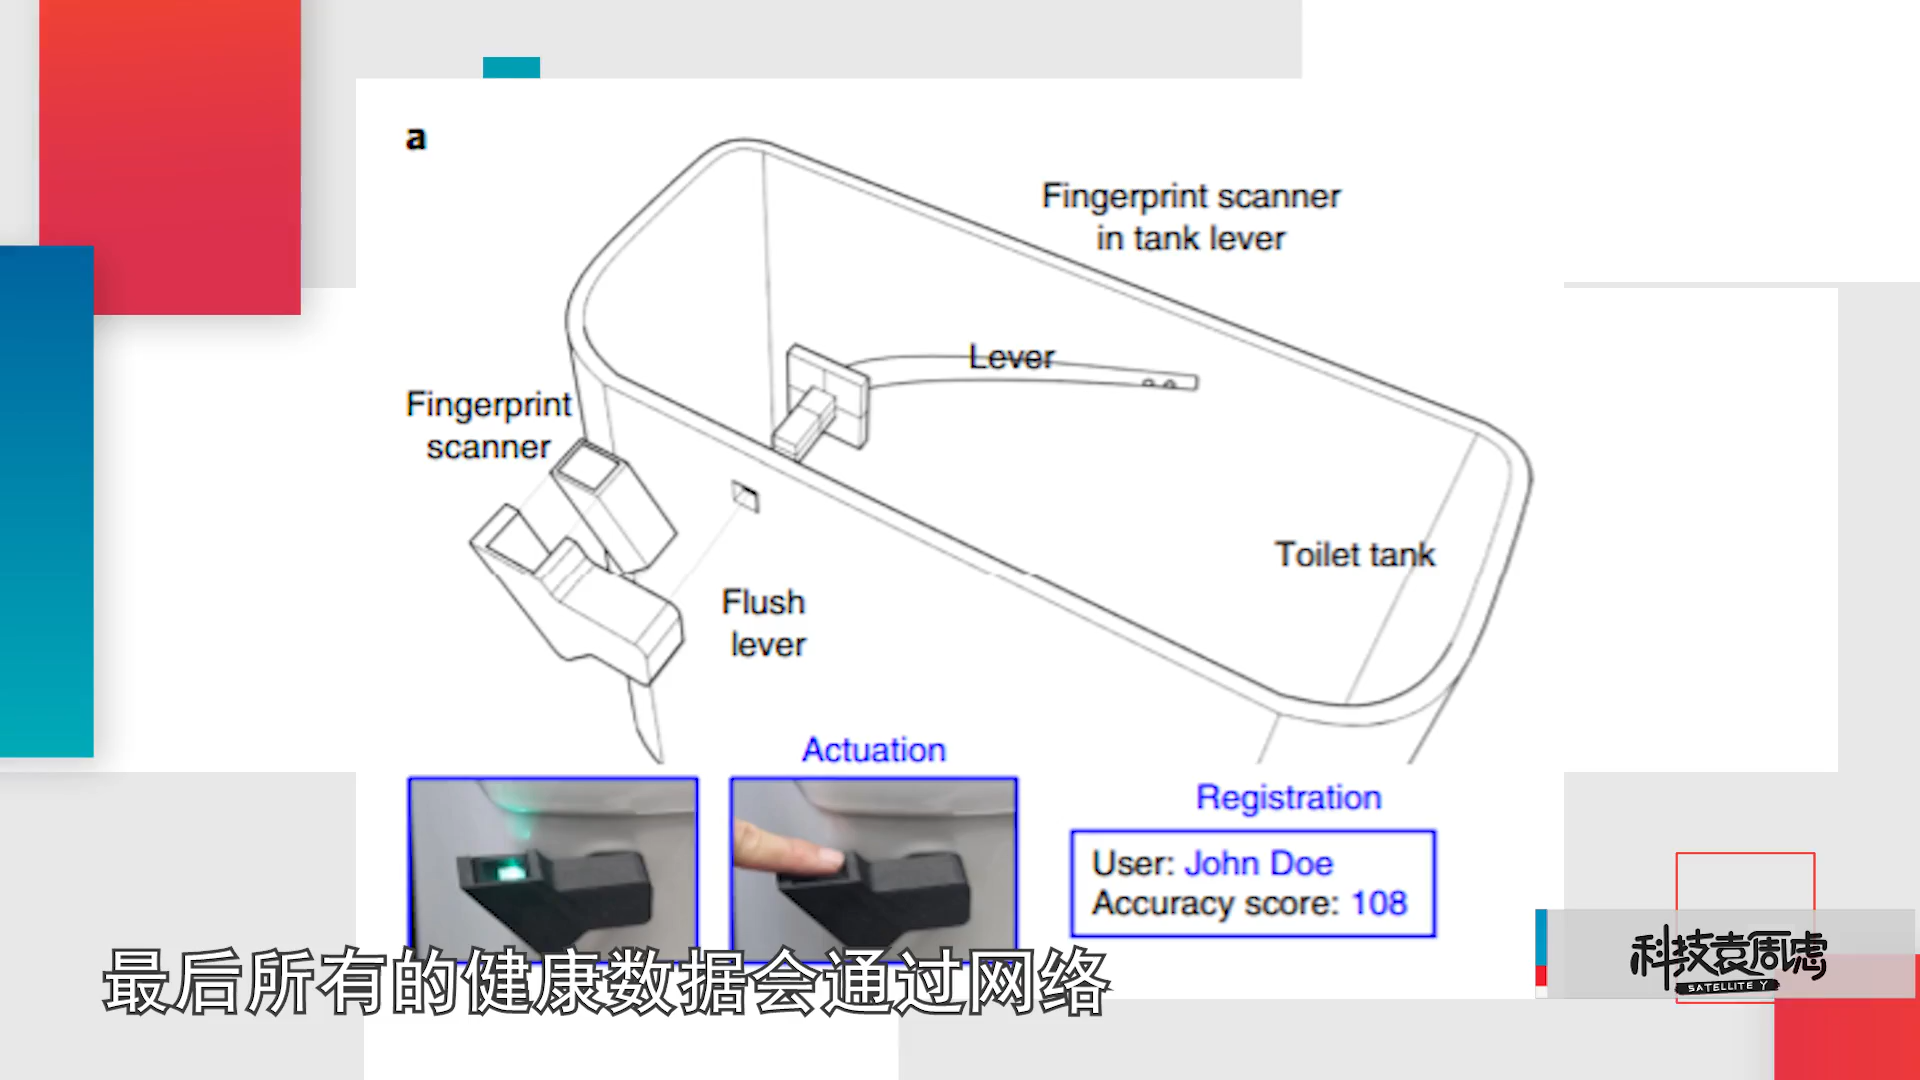 a
Fingerprint scanner
in tank lever
Lever
Fingerprint
scanner
Toilet tank
Flush
lever
Actuation
Registration
User: John Doe
Accuracy score: 108
最后所有的健康数据会通过网络
科技袁周虑
SATELLITE Y